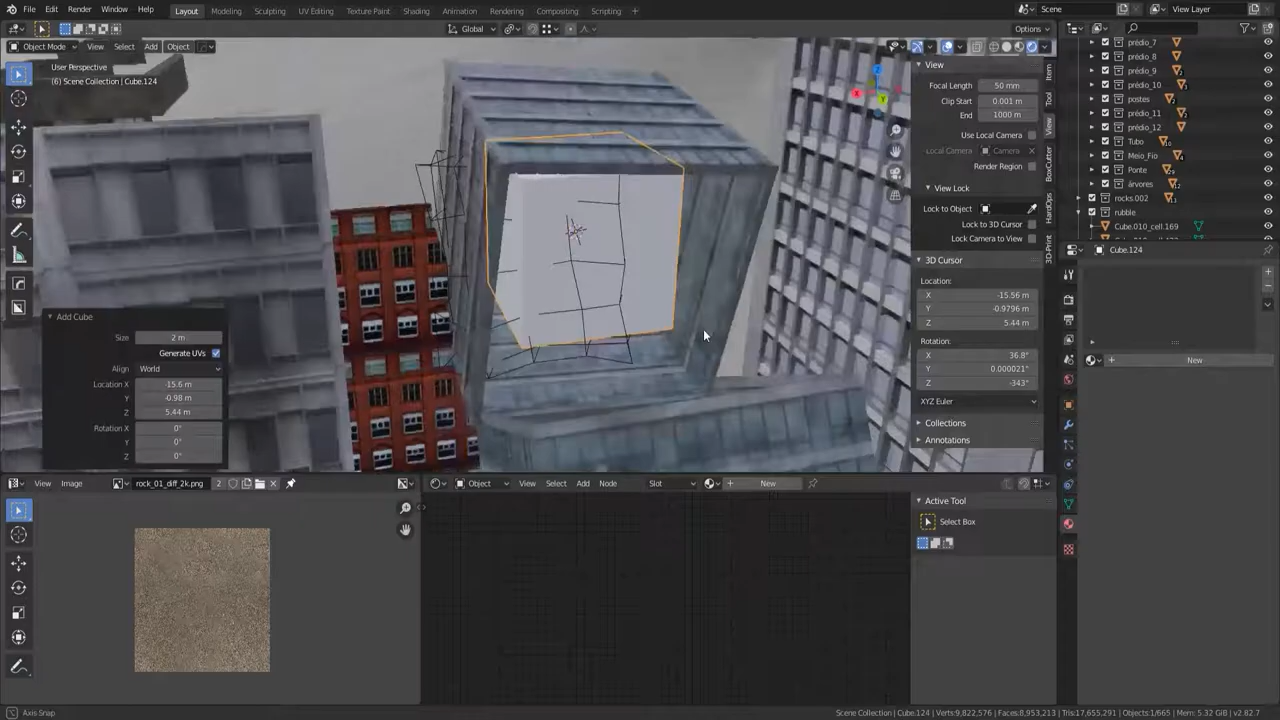 File Edit Render Window Help Layout Modeling Sculpting UV Editing Texture Paint Shading Animation Rendering Compositing Scripting + Scene View Layer
Object Mode View Select Add Object Global Options
User Perspective
(6) Scene Collection | Cube.124
View
Focal Length 50 mm
Clip Start 0.001 m
End 1000 m
Use Local Camera
Local Camera Camera
Render Region
View Lock
Lock to Object
Lock to 3D Cursor
Lock Camera to View
3D Cursor
Location:
X -15.56 m
Y -0.9796 m
Z 5.44 m
Rotation:
X 36.8°
Y 0.000021°
Z -343°
XYZ Euler
Collections
Annotations
Item
Tool
View
BoxCutter
HardOps
3D-Print
X
Y
Z
prédio_7
prédio_8
prédio_9
prédio_10
postes
prédio_11
prédio_12
Tubo
Meio_Fio
Ponte
árvores
rocks.002
rubble
Cube.010_cell.169
Cube.124
+ New
Add Cube
Size 2 m
Generate UVs
Align World
Location X -15.6 m
Y -0.98 m
Z 5.44 m
Rotation X 0°
Y 0°
Z 0°
View Image rock_01_diff_2k.png 2
Object View Select Add Node Slot + New
Active Tool
Select Box
Axis Snap
Scene Collection | Cube.124 | Verts:9,822,576 | Faces:8,953,213 | Tris:17,655,291 | Objects:1/665 | Mem: 5.32 GiB | v2.82.7